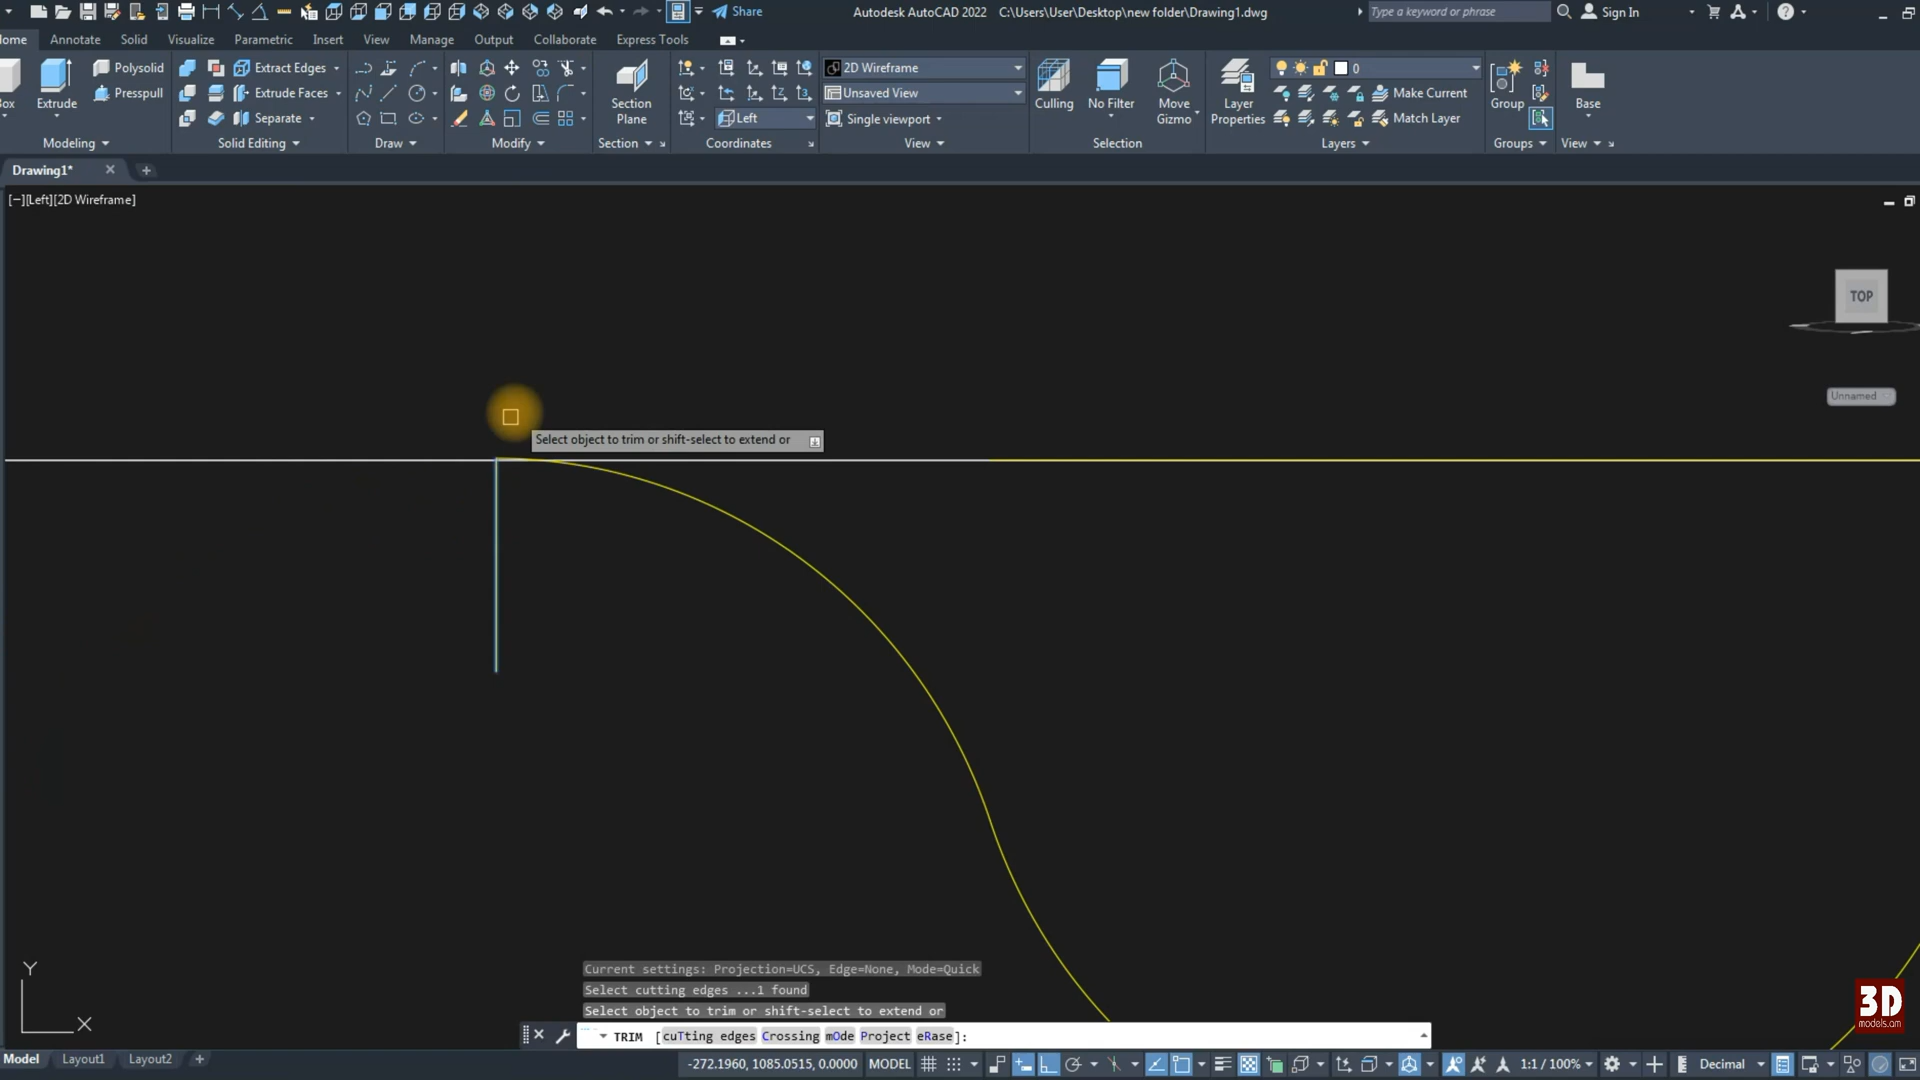 Share
Autodesk AutoCAD 2022 C:\Users\User\Desktop\new folder\Drawing1.dwg
Type a keyword or phrase
Sign In
ome Annotate Solid Visualize Parametric Insert View Manage Output Collaborate Express Tools
Polysolid
Extract Edges
2D Wireframe
0
ox
Extrude
Presspull
Extrude Faces
Section
Plane
Unsaved View
Culling
No Filter
Move
Gizmo
Layer
Properties
Make Current
Group
Base
Separate
Left
Single viewport
Match Layer
Modeling
Solid Editing
Draw
Modify
Section
Coordinates
View
Selection
Layers
Groups
View
Drawing1*
[−][Left][2D Wireframe]
TOP
Unnamed
Select object to trim or shift-select to extend or
Y
X
Current settings: Projection=UCS, Edge=None, Mode=Quick
Select cutting edges ...1 found
Select object to trim or shift-select to extend or
TRIM [cuTting edges Crossing mOde Project eRase]:
3D
models.am
Model Layout1 Layout2
-272.1960, 1085.0515, 0.0000 MODEL
1:1 / 100%
Decimal